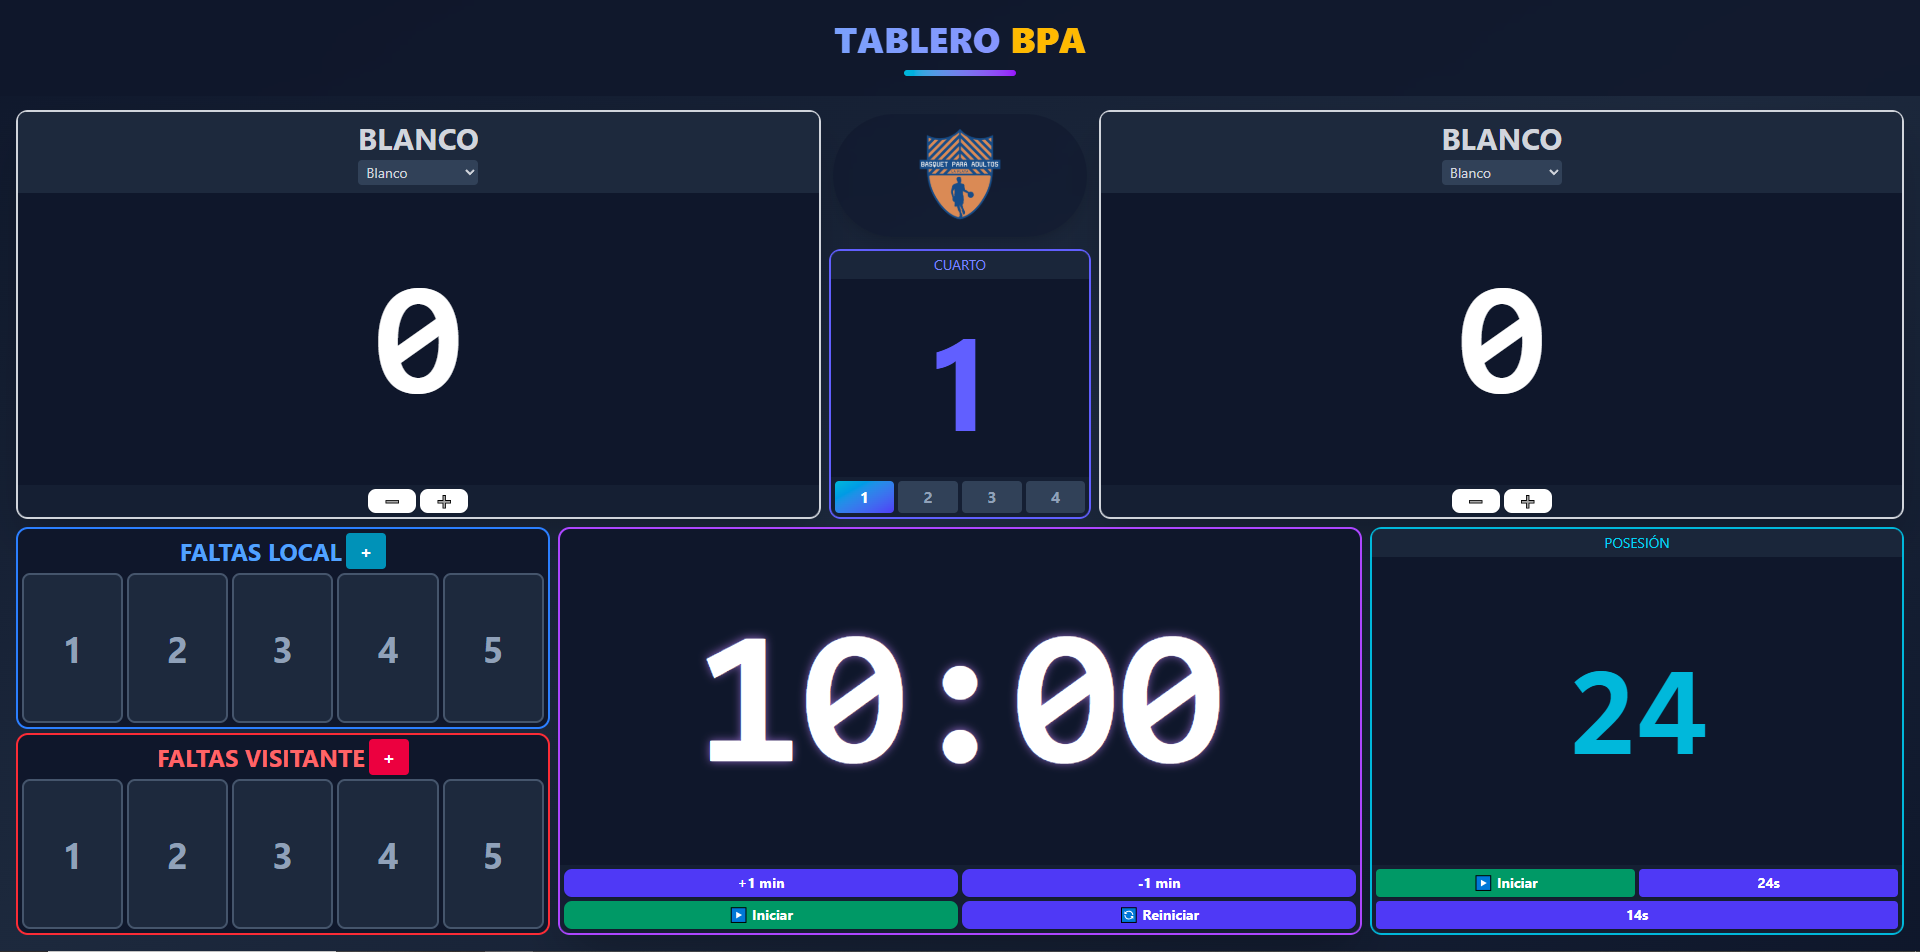 TABLERO BPA
BLANCO
Blanco
0
BASQUET PARA ADULTOS
CUARTO
1
1 2 3 4
BLANCO
Blanco
0
FALTAS LOCAL +
1 2 3 4 5
FALTAS VISITANTE +
1 2 3 4 5
10:00
+1 min -1 min
Iniciar Reiniciar
POSESIÓN
24
Iniciar 24s
14s